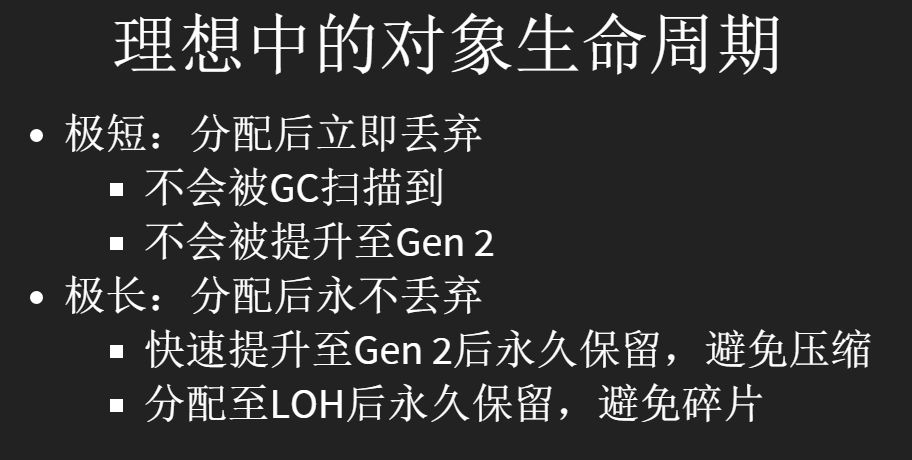 理想中的对象生命周期
• 极短：分配后立即丢弃
▪ 不会被GC扫描到
▪ 不会被提升至Gen 2
• 极长：分配后永不丢弃
▪ 快速提升至Gen 2后永久保留，避免压缩
▪ 分配至LOH后永久保留，避免碎片